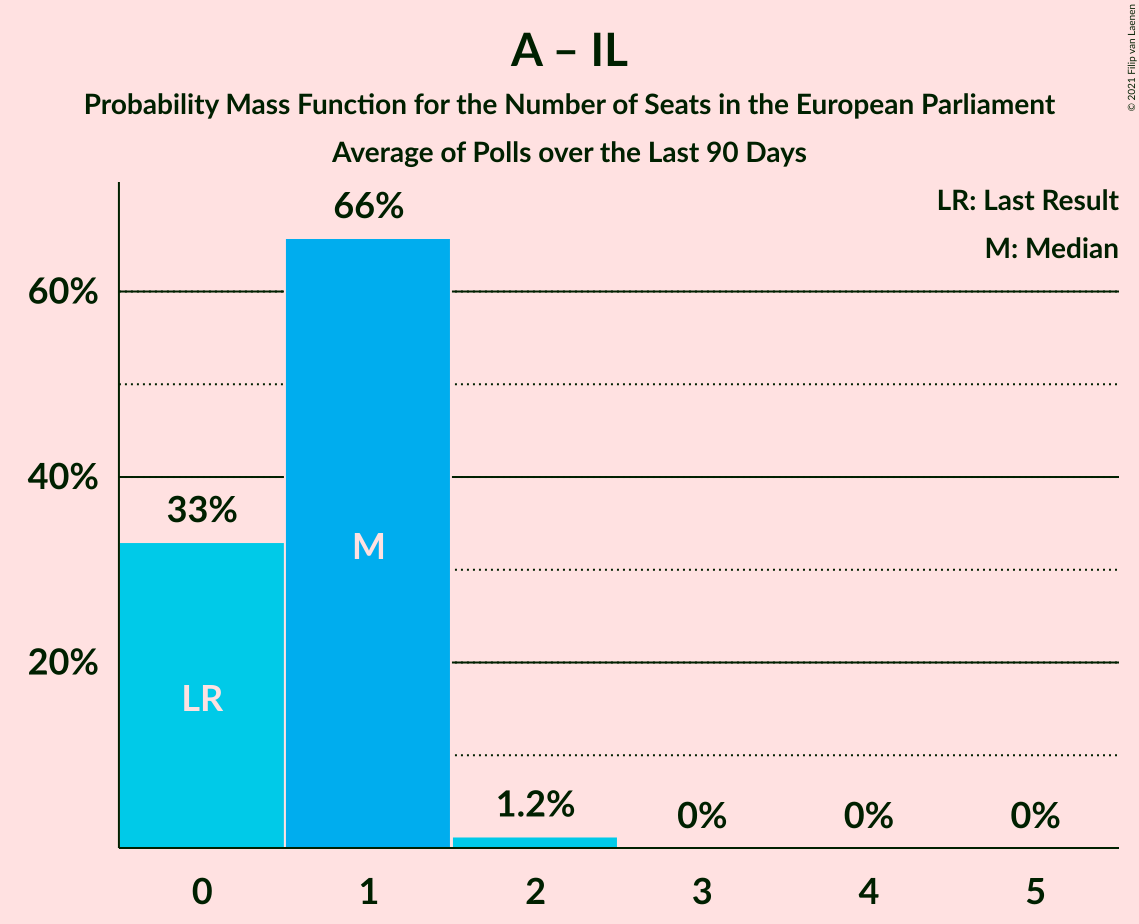 A – IL
Probability Mass Function for the Number of Seats in the European Parliament
Average of Polls over the Last 90 Days
© 2021 Filip van Laenen
LR: Last Result
M: Median
66%
60%
40%
33%
M
20%
LR
1.2%
0%
0%
0%
0
1
2
3
4
5